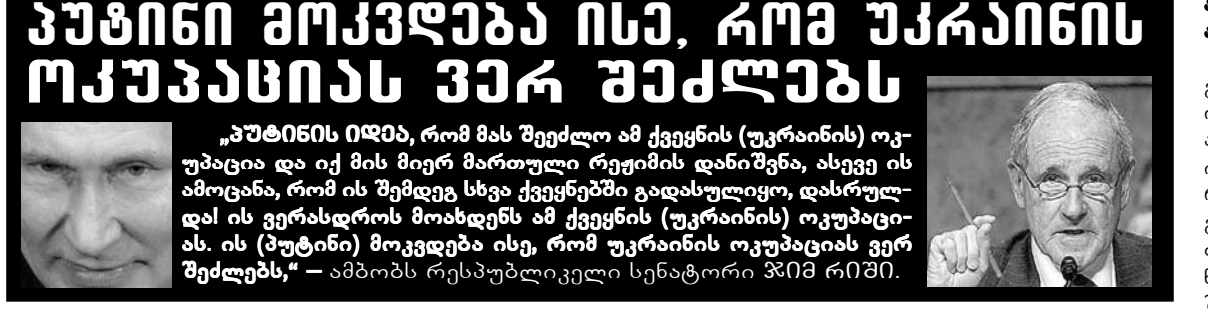 პუტინი მოკვდება ისე, რომ უკრაინის
ოკუპაციას ვერ შეძლებს
„პუტინის იდეა, რომ მას შეეძლო ამ ქვეყნის (უკრაინის) ოკ-
უპაცია და იქ მის მიერ მართული რეჟიმის დანიშვნა, ასევე ის
ამოცანა, რომ ის შემდეგ სხვა ქვეყნებში გადასულიყო, დასრულ-
და! ის ვერასდროს მოახდენს ამ ქვეყნის (უკრაინის) ოკუპაცი-
ას. ის (პუტინი) მოკვდება ისე, რომ უკრაინის ოკუპაციას ვერ
შეძლებს,“ — ამბობს რესპუბლიკელი სენატორი ჯიმ რიში.